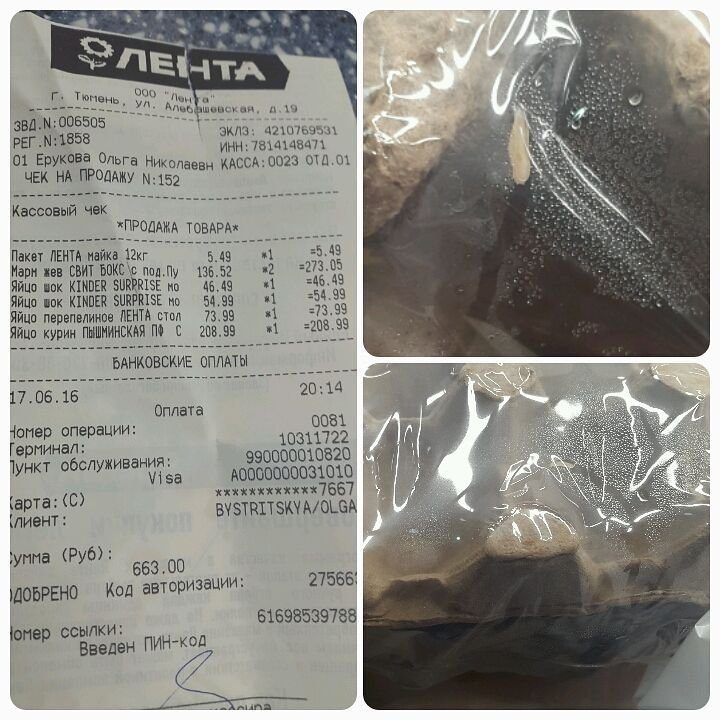 ЛЕНТА
ООО "Лента"
Г. Тюмень, ул. Алебашевская, д.19
ЗВД.N:006505 ЭКЛЗ: 4210769531
РЕГ.N:1858 ИНН:7814148471
01 Ерукова Ольга Николаевн КАССА:0023 ОТД.01
ЧЕК НА ПРОДАЖУ N:152
Кассовый чек
*ПРОДАЖА ТОВАРА*
Пакет ЛЕНТА майка 12кг 5.49 *1 =5.49
Марм жев СВИТ БОКС с под.Пу 136.52 *2 =273.05
Яйцо шок KINDER SURPRISE мо 46.49 *1 =46.49
Яйцо шок KINDER SURPRISE мо 54.99 *1 =54.99
Яйцо перепелиное ЛЕНТА стол 73.99 *1 =73.99
Яйцо курин ПЫШМИНСКАЯ ПФ С 208.99 *1 =208.99
БАНКОВСКИЕ ОПЛАТЫ
17.06.16 20:14
Оплата
Номер операции: 0081
Терминал: 10311722
Пункт обслуживания: 990000010820
Visa A0000000031010
Карта:(C) ************7667
Клиент: BYSTRITSKYA/OLGA
Сумма (Руб):
663.00
ОДОБРЕНО Код авторизации: 27566
Номер ссылки: 61698539788
Введен ПИН-код